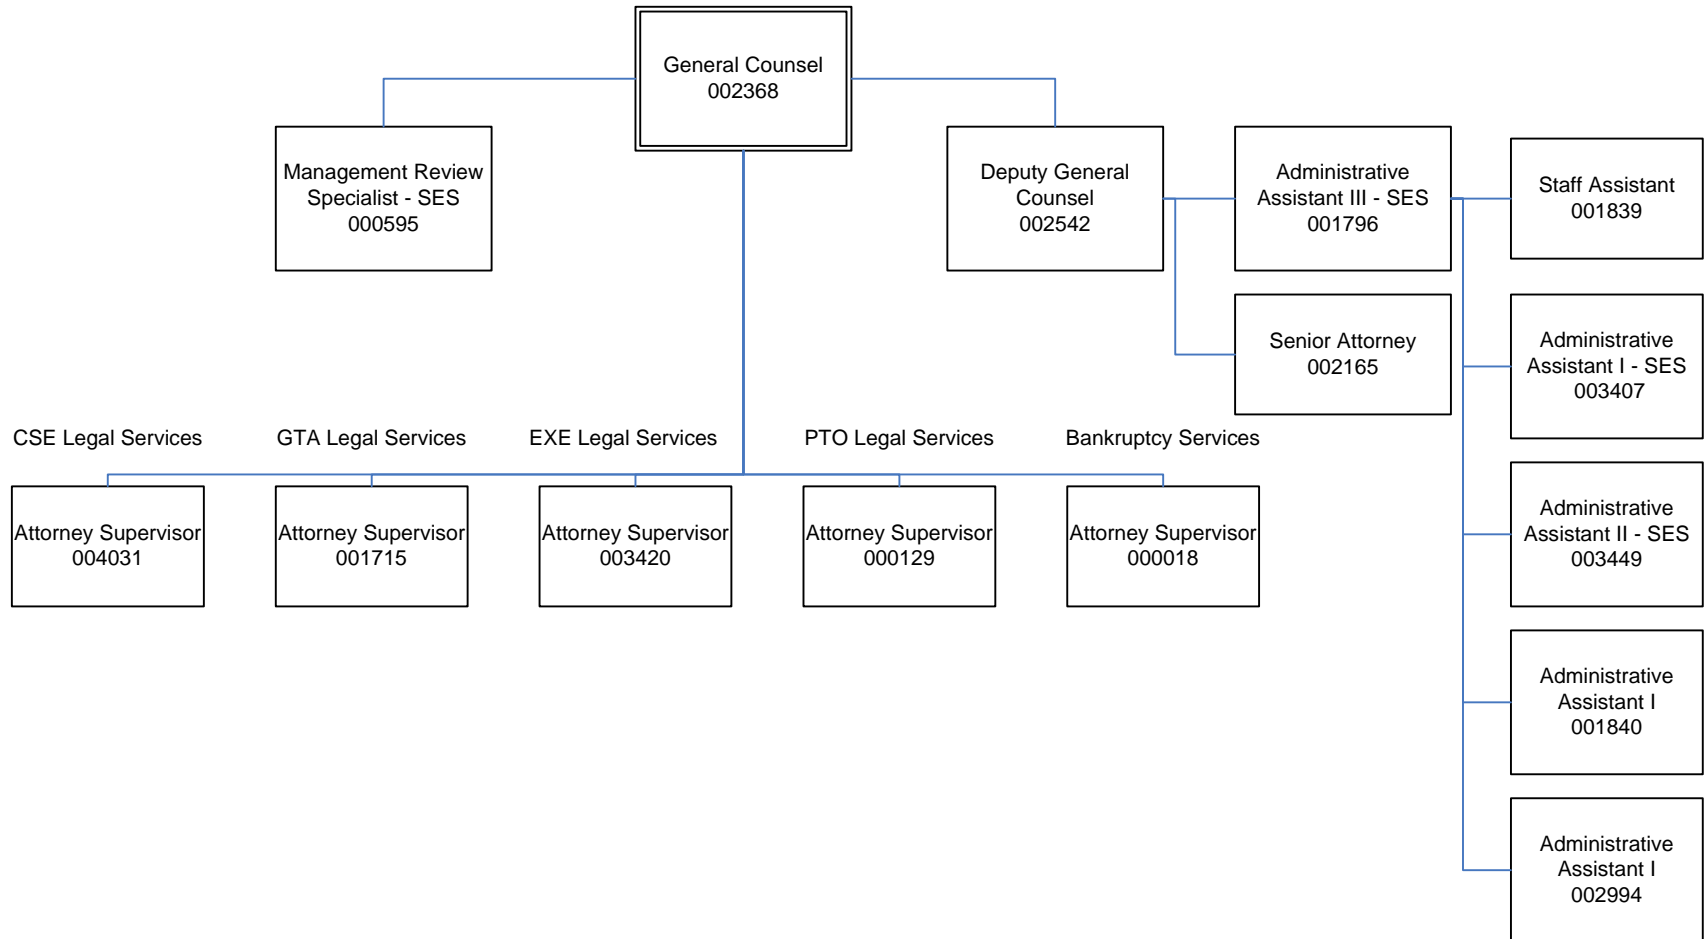 General Counsel
002368
Management Review
Specialist - SES
000595
Deputy General
Counsel
002542
Administrative
Assistant III - SES
001796
Staff Assistant
001839
Senior Attorney
002165
Administrative
Assistant I - SES
003407
CSE Legal Services
GTA Legal Services
EXE Legal Services
PTO Legal Services
Bankruptcy Services
Attorney Supervisor
004031
Attorney Supervisor
001715
Attorney Supervisor
003420
Attorney Supervisor
000129
Attorney Supervisor
000018
Administrative
Assistant II - SES
003449
Administrative
Assistant I
001840
Administrative
Assistant I
002994